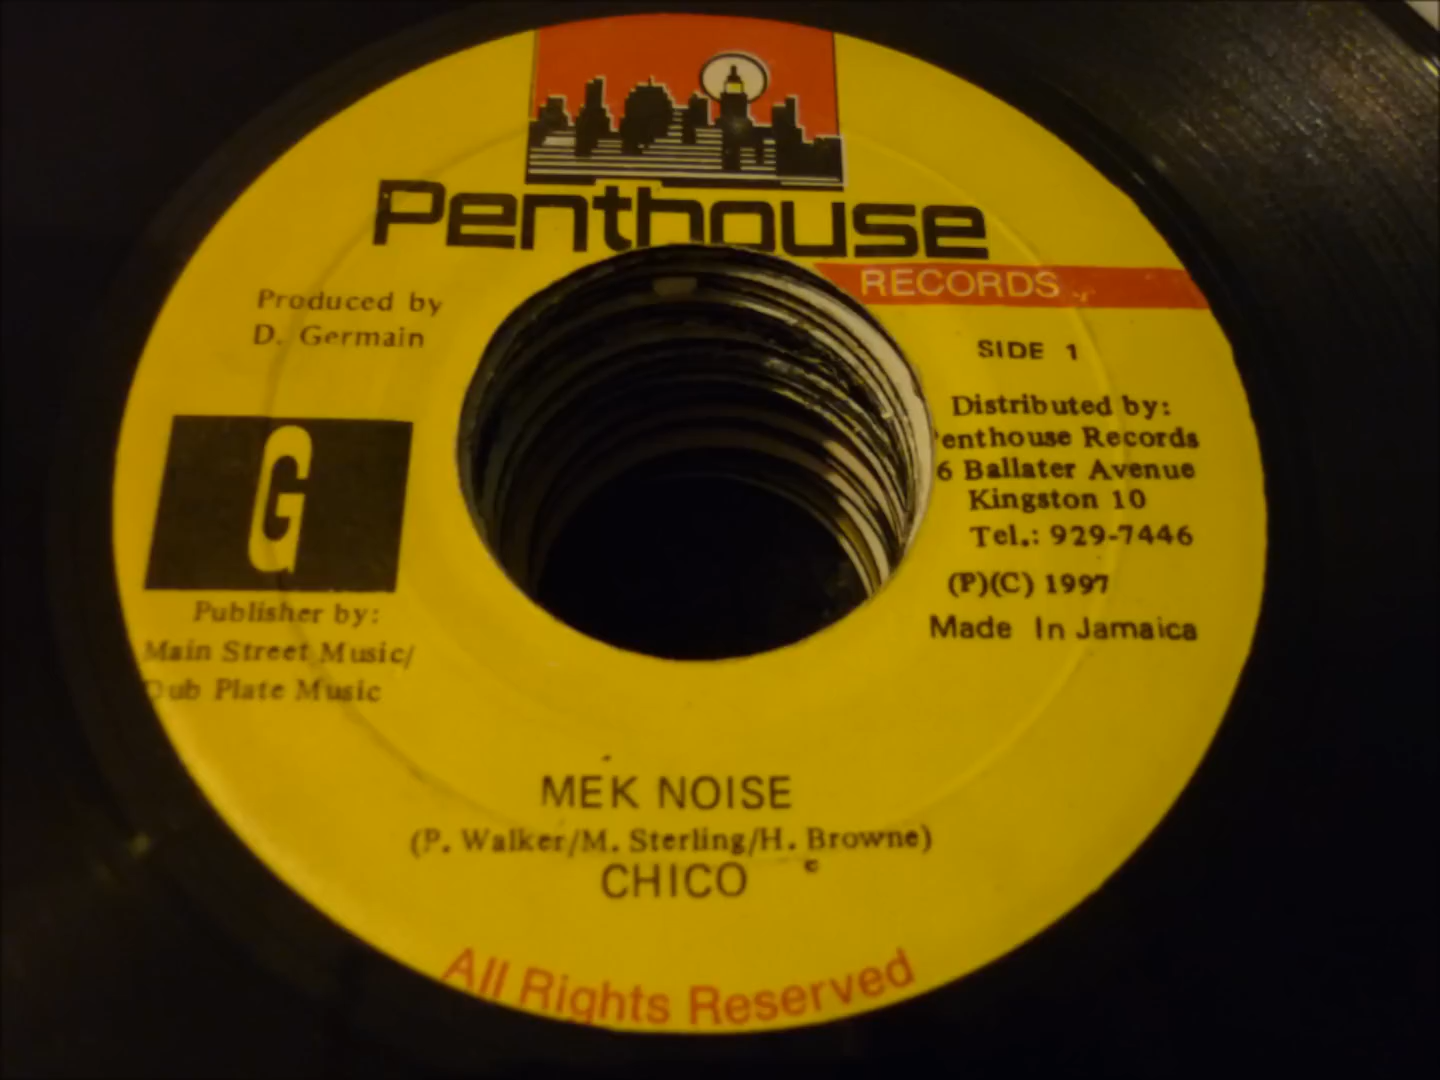 Penthouse
RECORDS
Produced by
D. Germain
G
Publisher by:
Main Street Music/
Dub Plate Music
SIDE 1
Distributed by:
Penthouse Records
6 Ballater Avenue
Kingston 10
Tel.: 929-7446
(P)(C) 1997
Made In Jamaica
MEK NOISE
(P. Walker/M. Sterling/H. Browne)
CHICO
All Rights Reserved